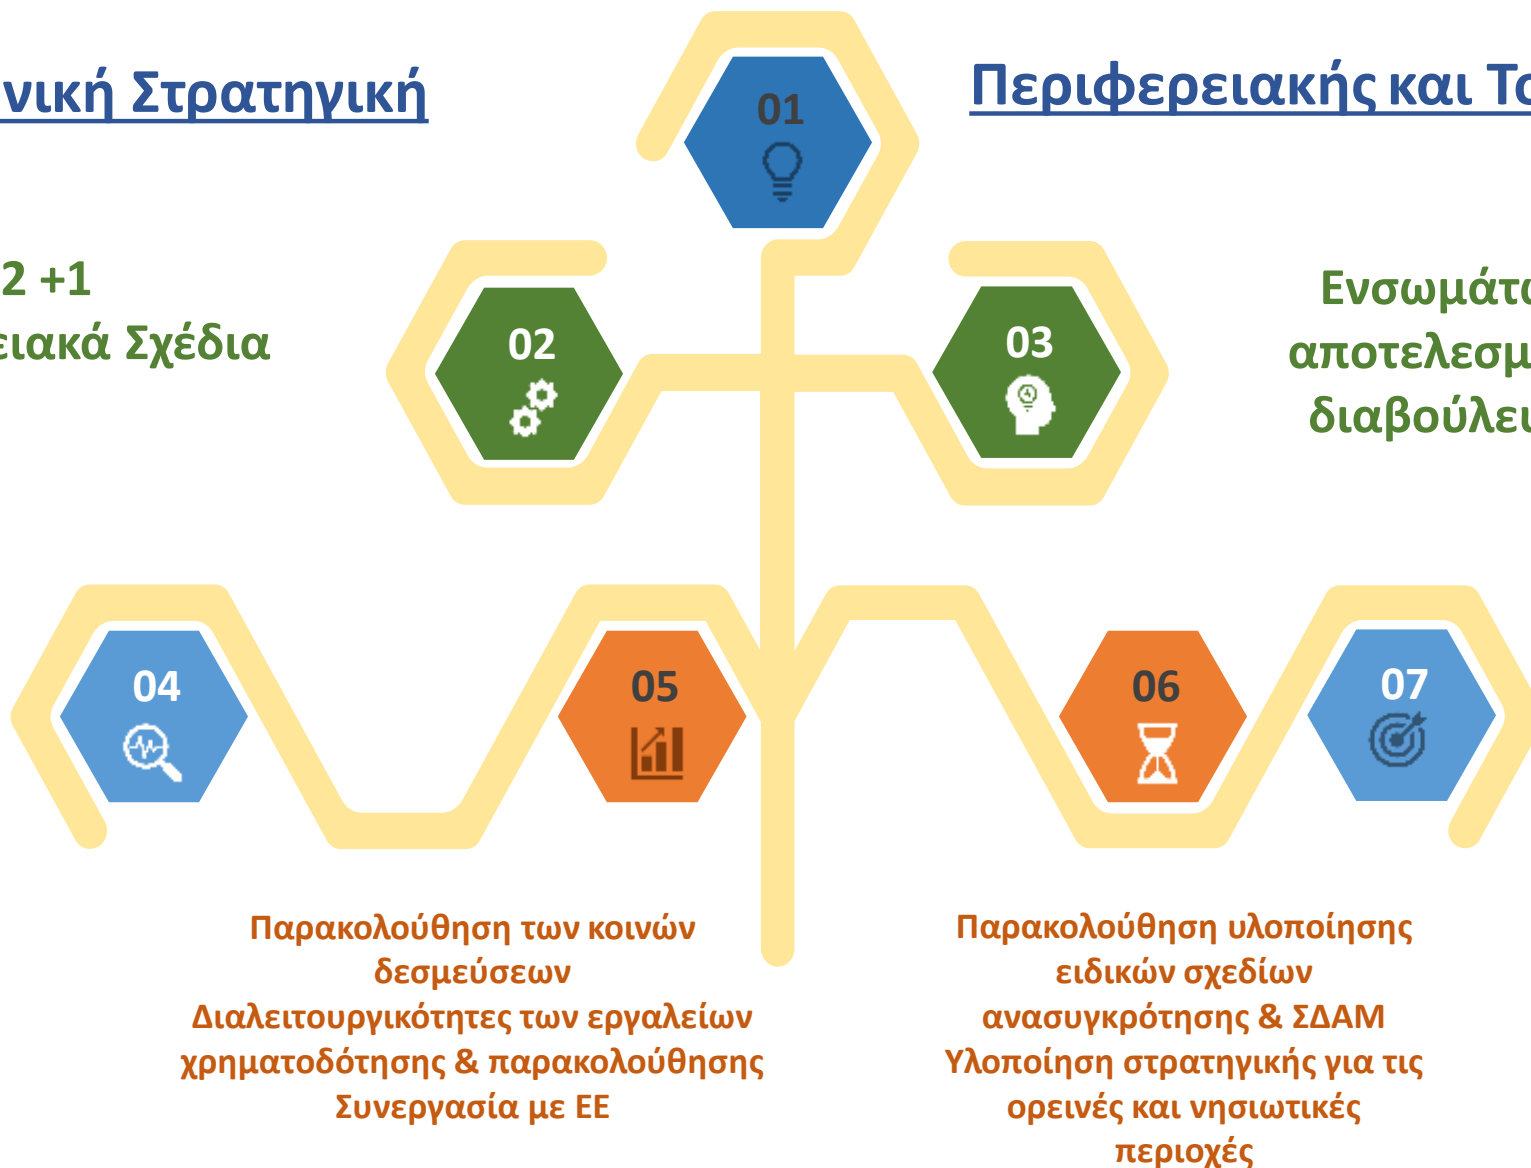 νική Στρατηγική
Περιφερειακής και Το
01
2 +1
ειακά Σχέδια
02
03
Ενσωμάτω
αποτελεσμ
διαβούλευ
04
05
06
07
Παρακολούθηση των κοινών
δεσμεύσεων
Διαλειτουργικότητες των εργαλείων
χρηματοδότησης & παρακολούθησης
Συνεργασία με ΕΕ
Παρακολούθηση υλοποίησης
ειδικών σχεδίων
ανασυγκρότησης & ΣΔΑΜ
Υλοποίηση στρατηγικής για τις
ορεινές και νησιωτικές
περιοχές